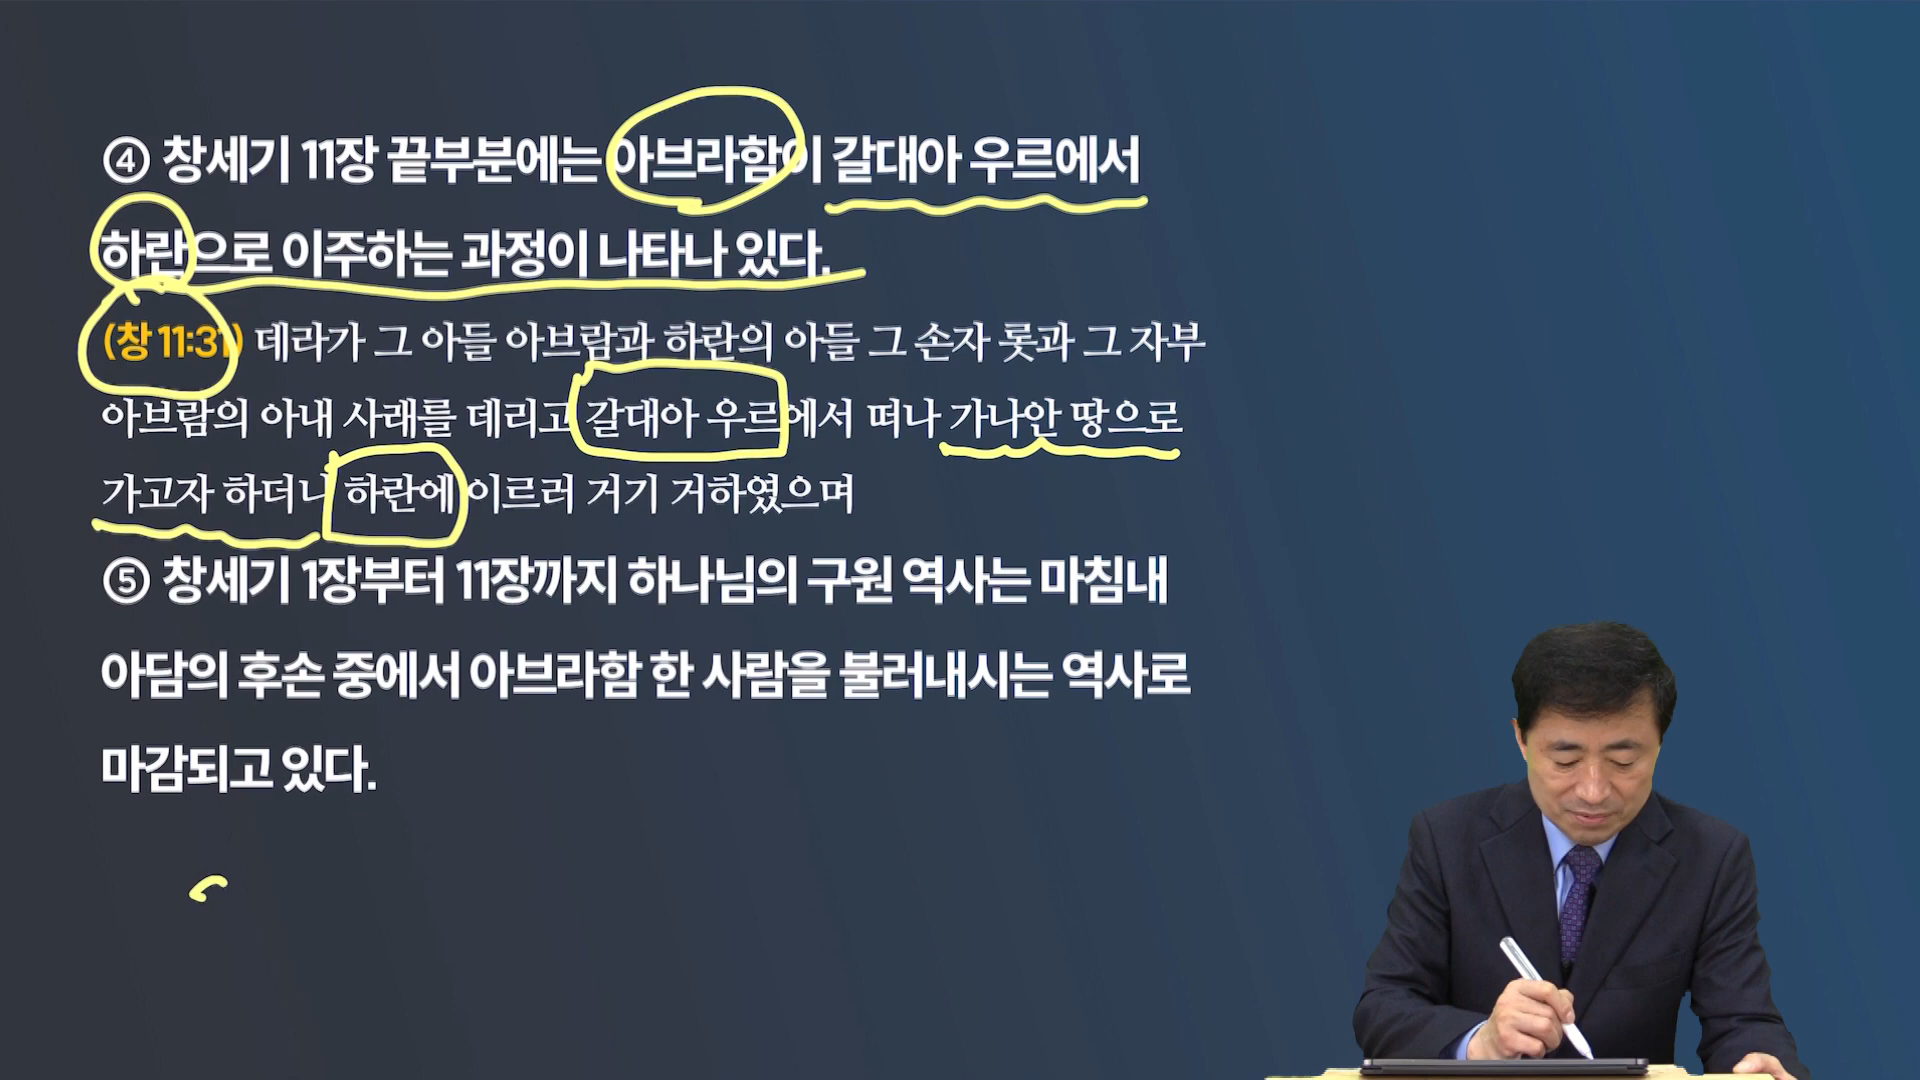 ④ 창세기 11장 끝부분에는 아브라함이 갈대아 우르에서
하란으로 이주하는 과정이 나타나 있다.
(창 11:31) 데라가 그 아들 아브람과 하란의 아들 그 손자 롯과 그 자부
아브람의 아내 사래를 데리고 갈대아 우르에서 떠나 가나안 땅으로
가고자 하더니 하란에 이르러 거기 거하였으며
⑤ 창세기 1장부터 11장까지 하나님의 구원 역사는 마침내
아담의 후손 중에서 아브라함 한 사람을 불러내시는 역사로
마감되고 있다.